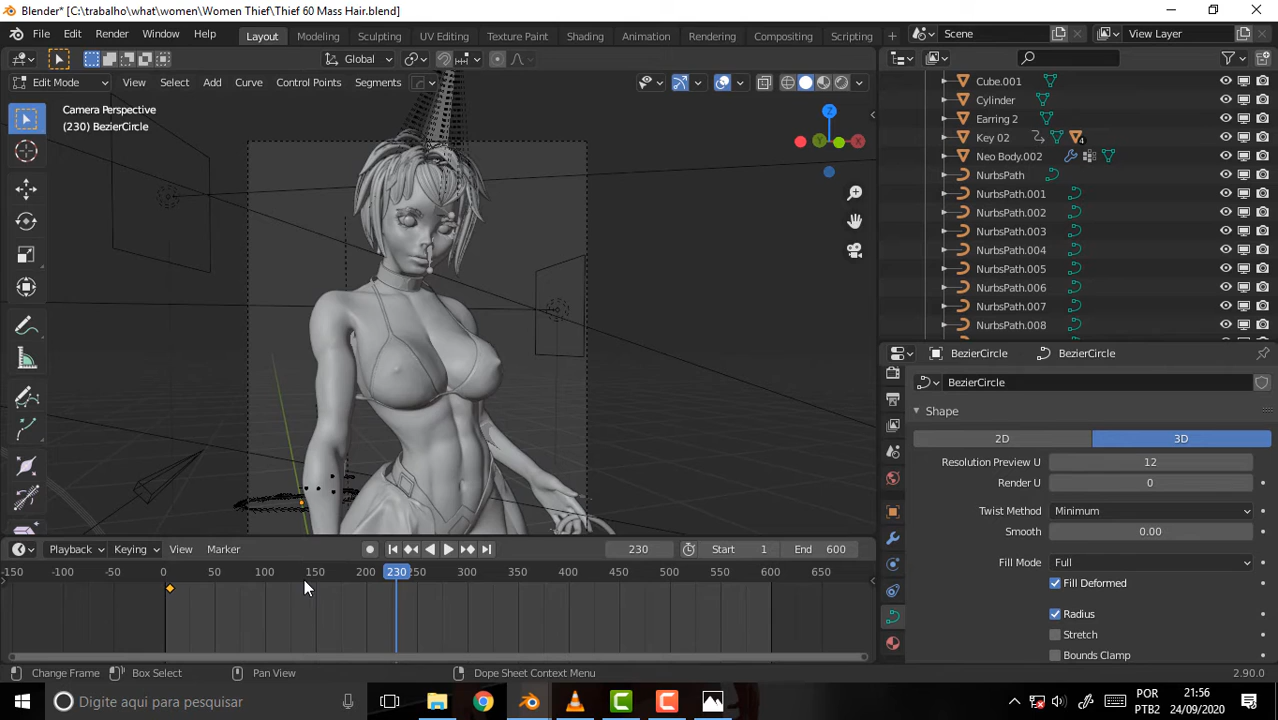 Blender* [C:\trabalho\what\women\Women Thief\Thief 60 Mass Hair.blend]
File Edit Render Window Help Layout Modeling Sculpting UV Editing Texture Paint Shading Animation Rendering Compositing Scripting + Scene View Layer
Global
Edit Mode View Select Add Curve Control Points Segments
Camera Perspective
(230) BezierCircle
Z
Y
X
Cube.001
Cylinder
Earring 2
Key 02 4
Neo Body.002
NurbsPath
NurbsPath.001
NurbsPath.002
NurbsPath.003
NurbsPath.004
NurbsPath.005
NurbsPath.006
NurbsPath.007
NurbsPath.008
BezierCircle BezierCircle
BezierCircle
Shape
2D 3D
Resolution Preview U 12
Render U 0
Twist Method Minimum
Smooth 0.00
Fill Mode Full
Fill Deformed
Radius
Stretch
Bounds Clamp
Playback Keying View Marker 230 Start 1 End 600
-150 -100 -50 0 50 100 150 200 230 250 300 350 400 450 500 550 600 650
Change Frame Box Select Pan View Dope Sheet Context Menu 2.90.0
Digite aqui para pesquisar
POR
PTB2
21:56
24/09/2020